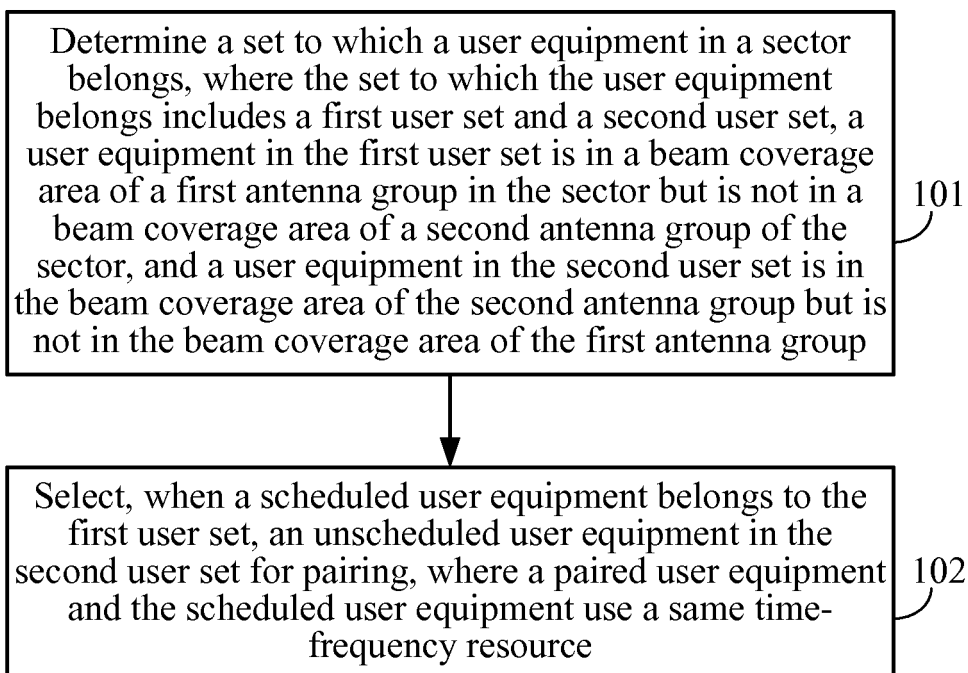 Determine a set to which a user equipment in a sector
belongs, where the set to which the user equipment
belongs includes a first user set and a second user set, a
user equipment in the first user set is in a beam coverage
area of a first antenna group in the sector but is not in a
beam coverage area of a second antenna group of the
sector, and a user equipment in the second user set is in
the beam coverage area of the second antenna group but is
not in the beam coverage area of the first antenna group
101
Select, when a scheduled user equipment belongs to the
first user set, an unscheduled user equipment in the
second user set for pairing, where a paired user equipment
and the scheduled user equipment use a same time-
frequency resource
102